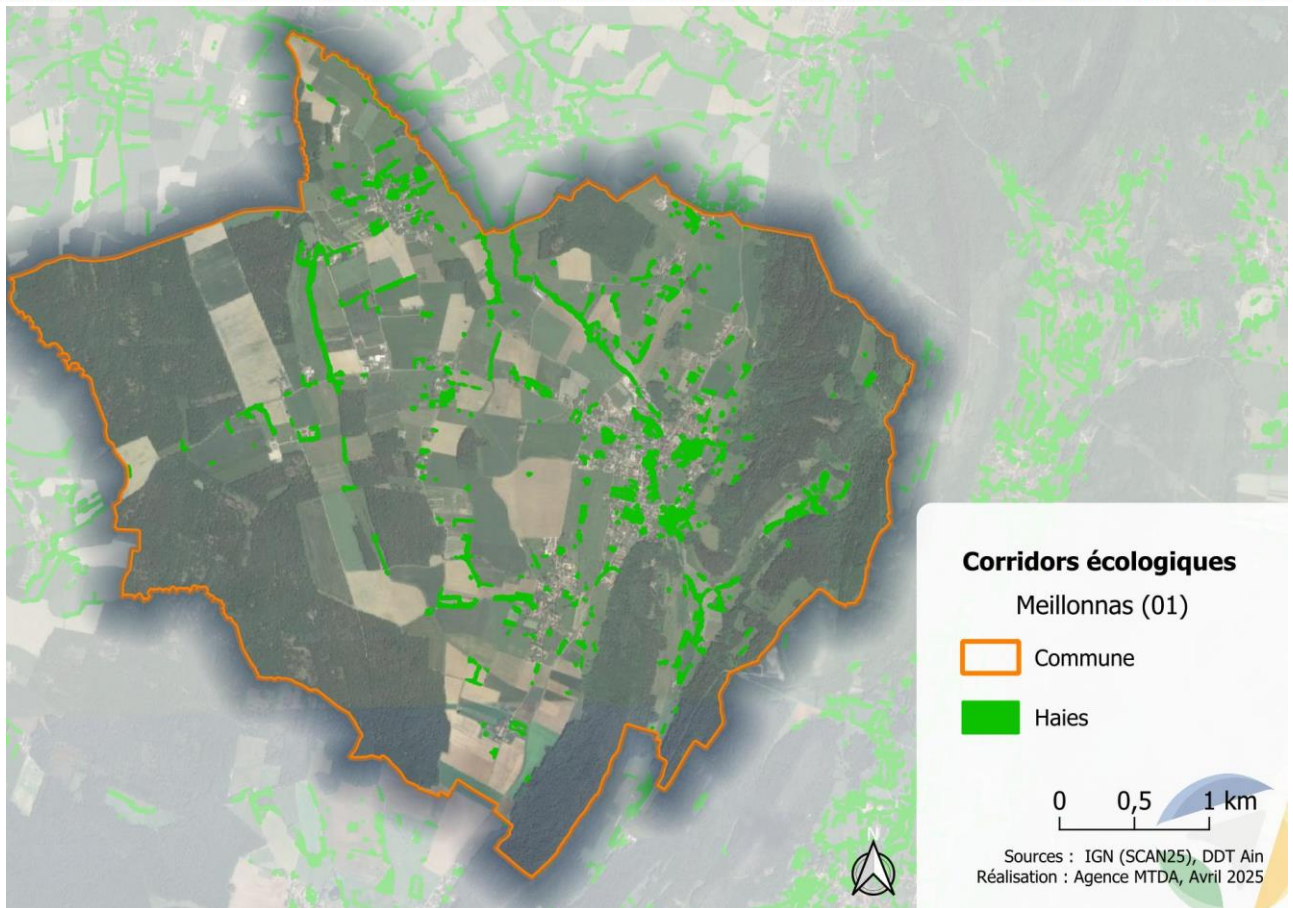 Corridors écologiques
Meillonnas (01)
Commune
Haies
0 0,5 1 km
N
Sources : IGN (SCAN25), DDT Ain
Réalisation : Agence MTDA, Avril 2025